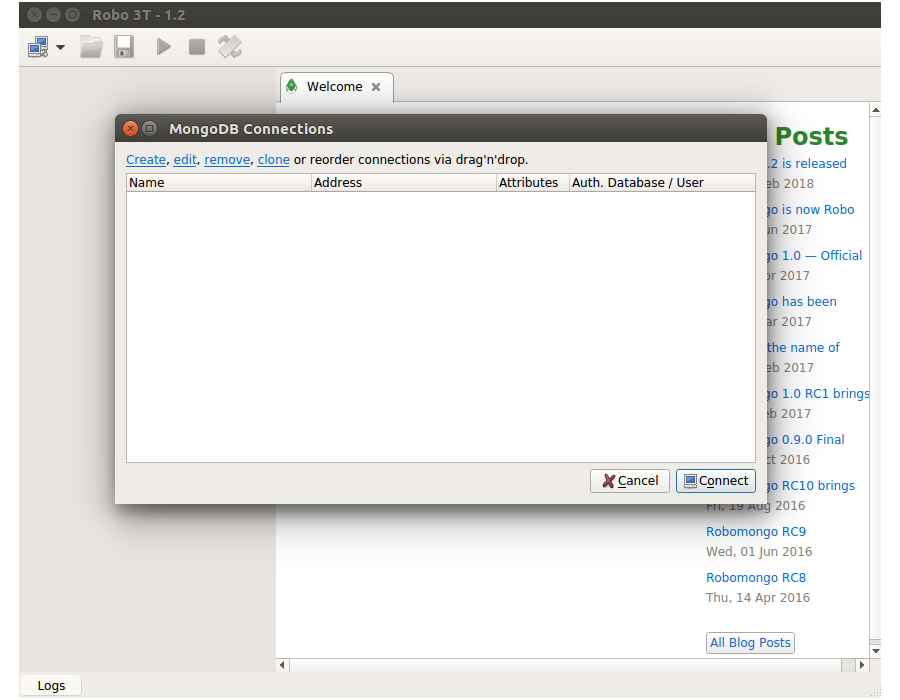 Robo 3T - 1.2
Welcome
MongoDB Connections
Create, edit, remove, clone or reorder connections via drag'n'drop.
Name Address Attributes Auth. Database / User
Cancel Connect
Posts
.2 is released
eb 2018
go is now Robo
un 2017
go 1.0 — Official
pr 2017
go has been
ar 2017
the name of
eb 2017
go 1.0 RC1 brings
eb 2017
go 0.9.0 Final
ct 2016
go RC10 brings
Fri, 19 Aug 2016
Robomongo RC9
Wed, 01 Jun 2016
Robomongo RC8
Thu, 14 Apr 2016
All Blog Posts
Logs